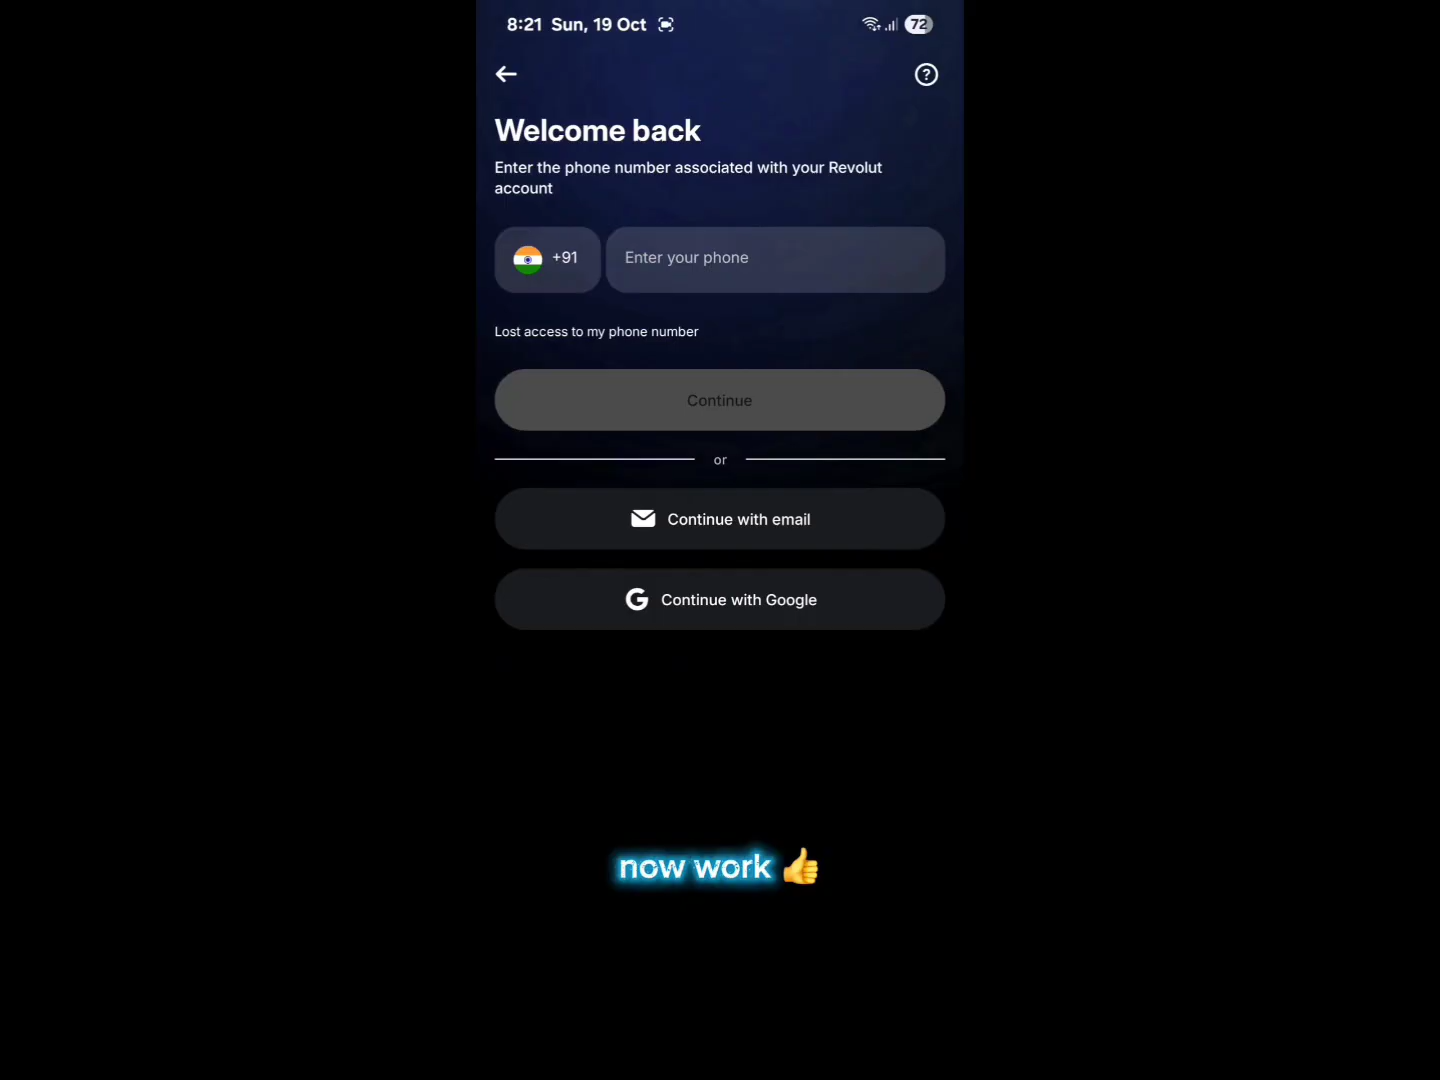 8:21 Sun, 19 Oct 72
Welcome back
Enter the phone number associated with your Revolut
account
+91 Enter your phone
Lost access to my phone number
Continue
or
Continue with email
G Continue with Google
now work 👍